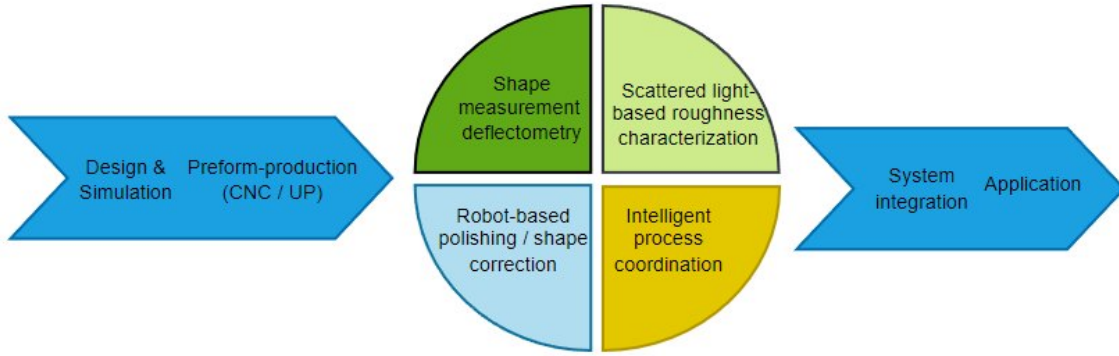 Design &
Simulation
Preform-production
(CNC / UP)
Shape
measurement
deflectometry
Scattered light-
based roughness
characterization
Robot-based
polishing / shape
correction
Intelligent
process
coordination
System
integration
Application